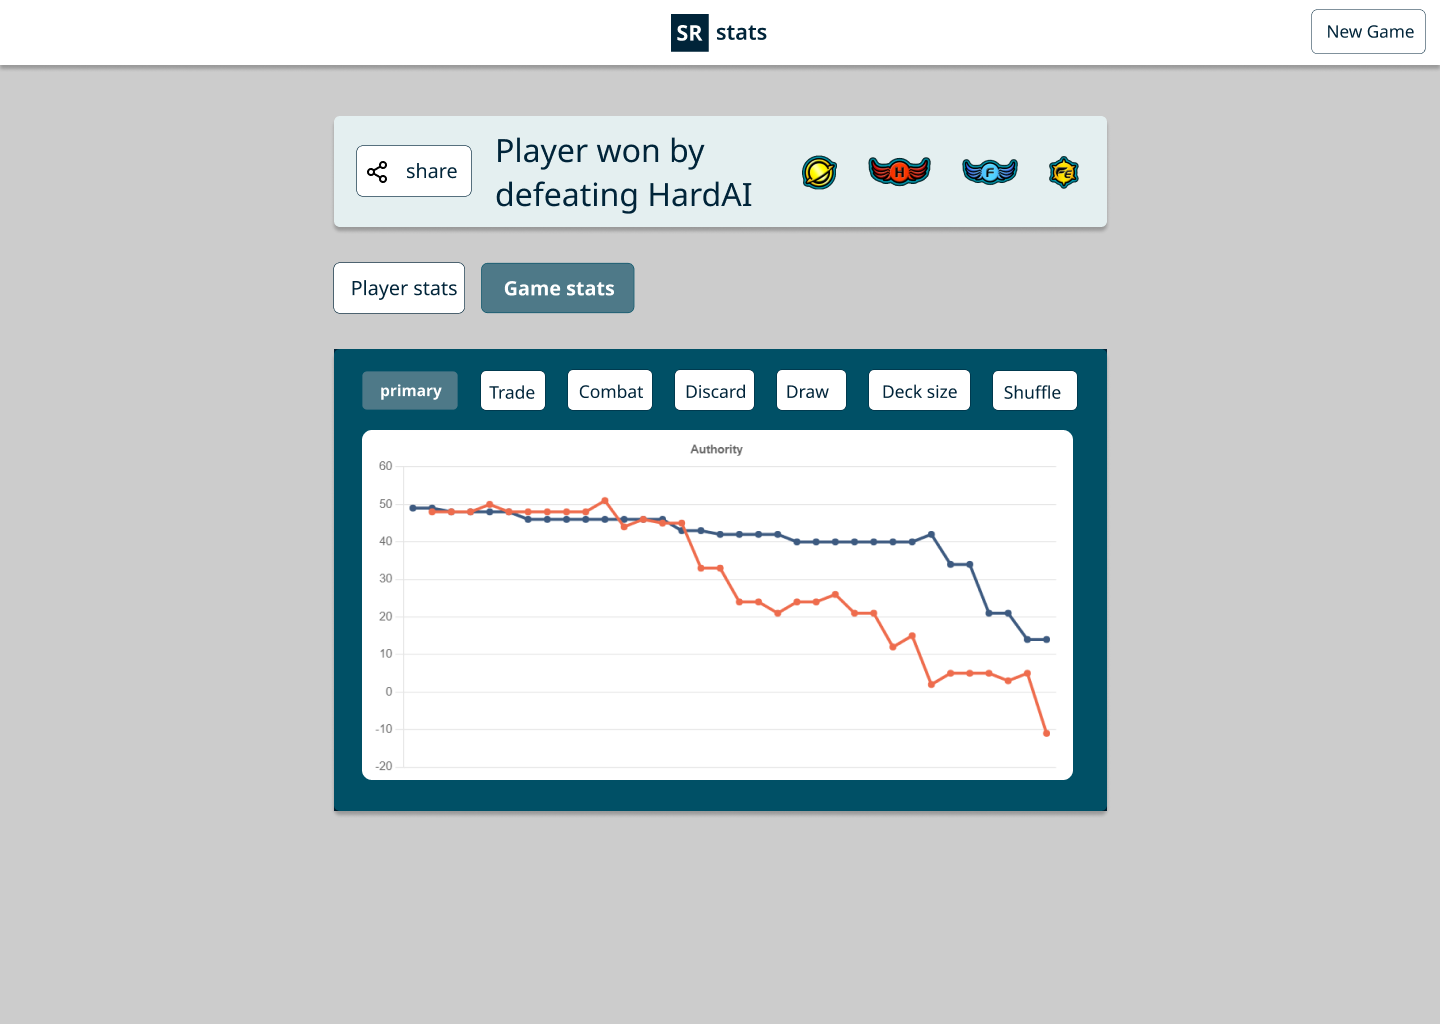 SR stats
New Game
share
Player won by
defeating HardAI
H
F
FE
Player stats
Game stats
primary
Trade
Combat
Discard
Draw
Deck size
Shuffle
Authority
60
50
40
30
20
10
0
-10
-20